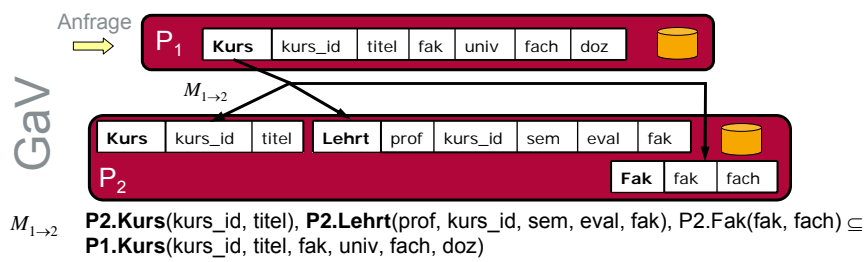 Anfrage
P1 Kurs kurs_id titel fak univ fach doz
GaV
M1→2
Kurs kurs_id titel Lehrt prof kurs_id sem eval fak
P2 Fak fak fach
M1→2 P2.Kurs(kurs_id, titel), P2.Lehrt(prof, kurs_id, sem, eval, fak), P2.Fak(fak, fach) ⊆
P1.Kurs(kurs_id, titel, fak, univ, fach, doz)